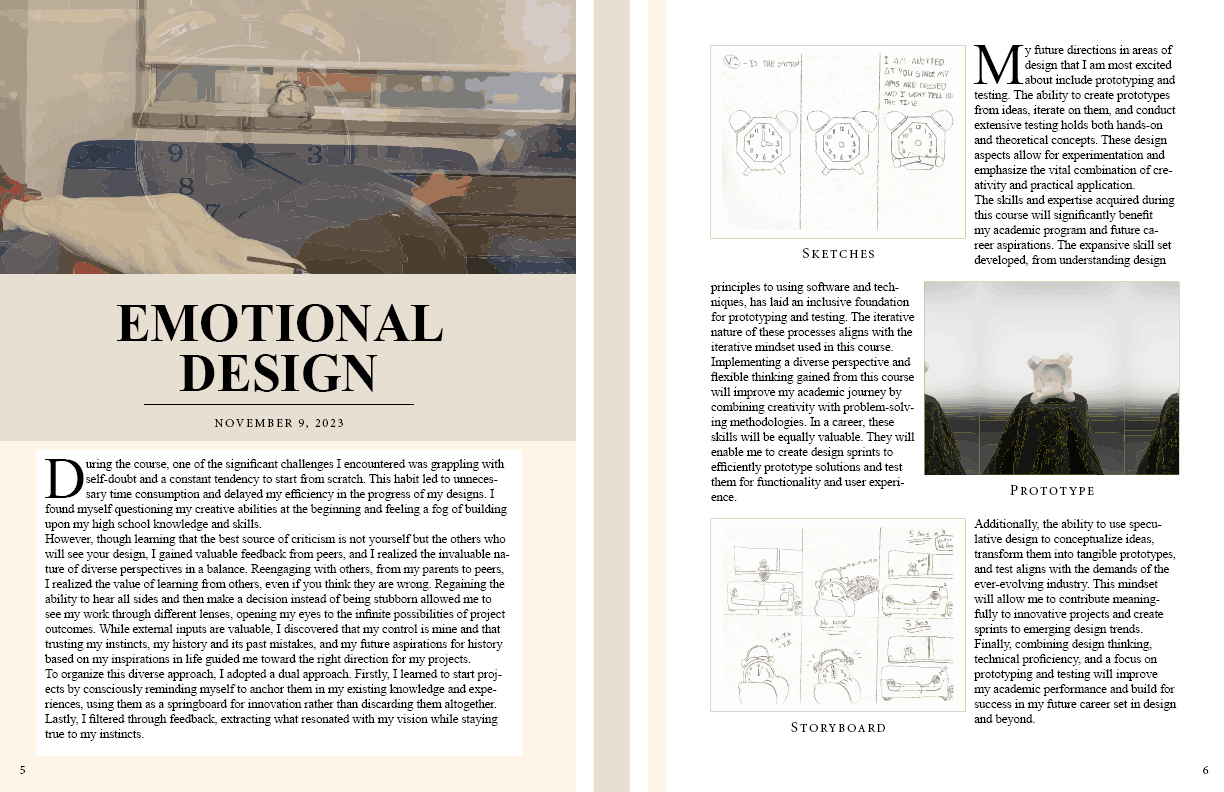 9
3
8
7
EMOTIONAL
DESIGN
NOVEMBER 9, 2023
During the course, one of the significant challenges I encountered was grappling with
self-doubt and a constant tendency to start from scratch. This habit led to unneces-
sary time consumption and delayed my efficiency in the progress of my designs. I
found myself questioning my creative abilities at the beginning and feeling a fog of building
upon my high school knowledge and skills.
However, though learning that the best source of criticism is not yourself but the others who
will see your design, I gained valuable feedback from peers, and I realized the invaluable na-
ture of diverse perspectives in a balance. Reengaging with others, from my parents to peers,
I realized the value of learning from others, even if you think they are wrong. Regaining the
ability to hear all sides and then make a decision instead of being stubborn allowed me to
see my work through different lenses, opening my eyes to the infinite possibilities of project
outcomes. While external inputs are valuable, I discovered that my control is mine and that
trusting my instincts, my history and its past mistakes, and my future aspirations for history
based on my inspirations in life guided me toward the right direction for my projects.
To organize this diverse approach, I adopted a dual approach. Firstly, I learned to start proj-
ects by consciously reminding myself to anchor them in my existing knowledge and expe-
riences, using them as a springboard for innovation rather than discarding them altogether.
Lastly, I filtered through feedback, extracting what resonated with my vision while staying
true to my instincts.
5
- IS THE EMOTION
I AM ANNOYED
AT YOU SINCE MY
ARMS ARE CROSSED
AND I WONT TELL
THE TIME
SKETCHES
My future directions in areas of
design that I am most excited
about include prototyping and
testing. The ability to create prototypes
from ideas, iterate on them, and conduct
extensive testing holds both hands-on
and theoretical concepts. These design
aspects allow for experimentation and
emphasize the vital combination of cre-
ativity and practical application.
The skills and expertise acquired during
this course will significantly benefit
my academic program and future ca-
reer aspirations. The expansive skill set
developed, from understanding design
principles to using software and tech-
niques, has laid an inclusive foundation
for prototyping and testing. The iterative
nature of these processes aligns with the
iterative mindset used in this course.
Implementing a diverse perspective and
flexible thinking gained from this course
will improve my academic journey by
combining creativity with problem-solv-
ing methodologies. In a career, these
skills will be equally valuable. They will
enable me to create design sprints to
efficiently prototype solutions and test
them for functionality and user experi-
ence.
PROTOTYPE
5 Secs
No Noise
5 Secs
STORYBOARD
Additionally, the ability to use specu-
lative design to conceptualize ideas,
transform them into tangible prototypes,
and test aligns with the demands of the
ever-evolving industry. This mindset
will allow me to contribute meaning-
fully to innovative projects and create
sprints to emerging design trends.
Finally, combining design thinking,
technical proficiency, and a focus on
prototyping and testing will improve
my academic performance and build for
success in my future career set in design
and beyond.
6